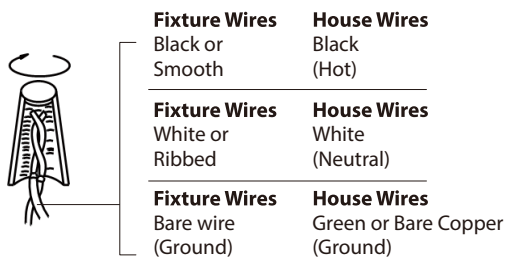 Fixture Wires House Wires
Black or Black
Smooth (Hot)
Fixture Wires House Wires
White or White
Ribbed (Neutral)
Fixture Wires House Wires
Bare wire Green or Bare Copper
(Ground) (Ground)